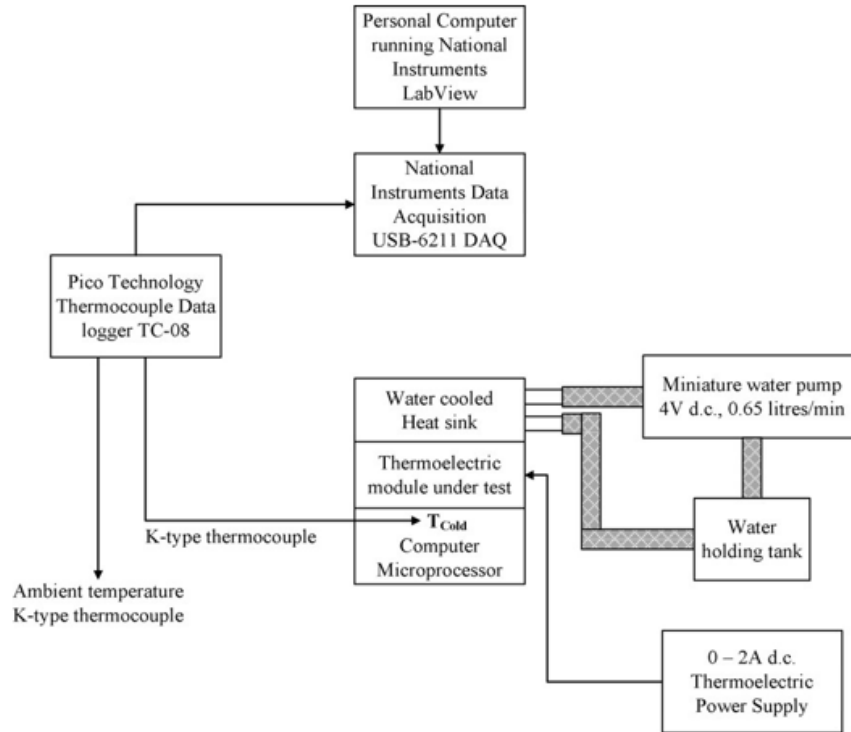 Personal Computer
running National
Instruments
LabView
National
Instruments Data
Acquisition
USB-6211 DAQ
Pico Technology
Thermocouple Data
logger TC-08
Water cooled
Heat sink
Miniature water pump
4V d.c., 0.65 litres/min
Thermoelectric
module under test
K-type thermocouple
T_Cold
Computer
Microprocessor
Water
holding tank
Ambient temperature
K-type thermocouple
0 – 2A d.c.
Thermoelectric
Power Supply